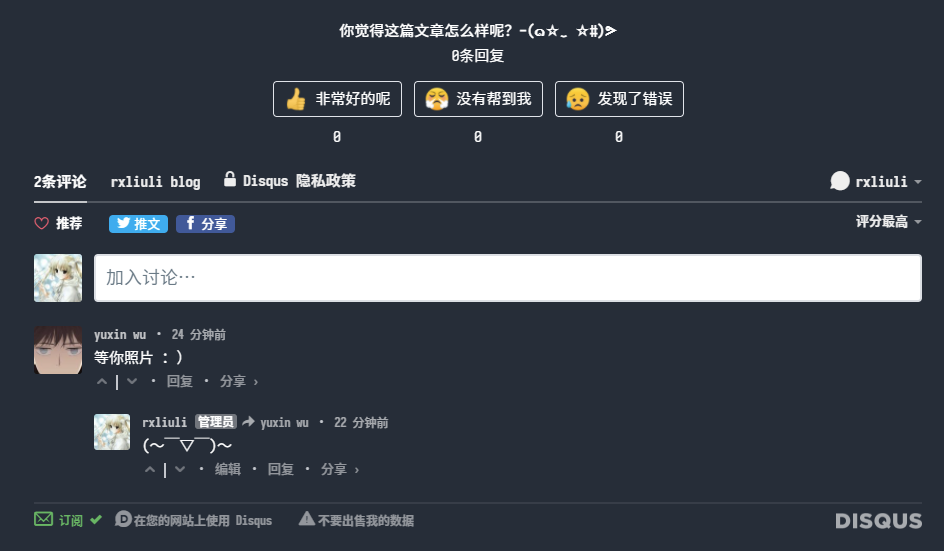 你觉得这篇文章怎么样呢？-(๑☆‿ ☆#)ᕗ
0条回复
非常好的呢 没有帮到我 发现了错误
0 0 0
2条评论 rxliuli blog Disqus 隐私政策 rxliuli
推荐 推文 分享 评分最高
加入讨论…
yuxin wu • 24 分钟前
等你照片 ：)
| • 回复 • 分享 ›
rxliuli 管理员 yuxin wu • 22 分钟前
(～￣▽￣)～
| • 编辑 • 回复 • 分享 ›
订阅 在您的网站上使用 Disqus 不要出售我的数据 DISQUS